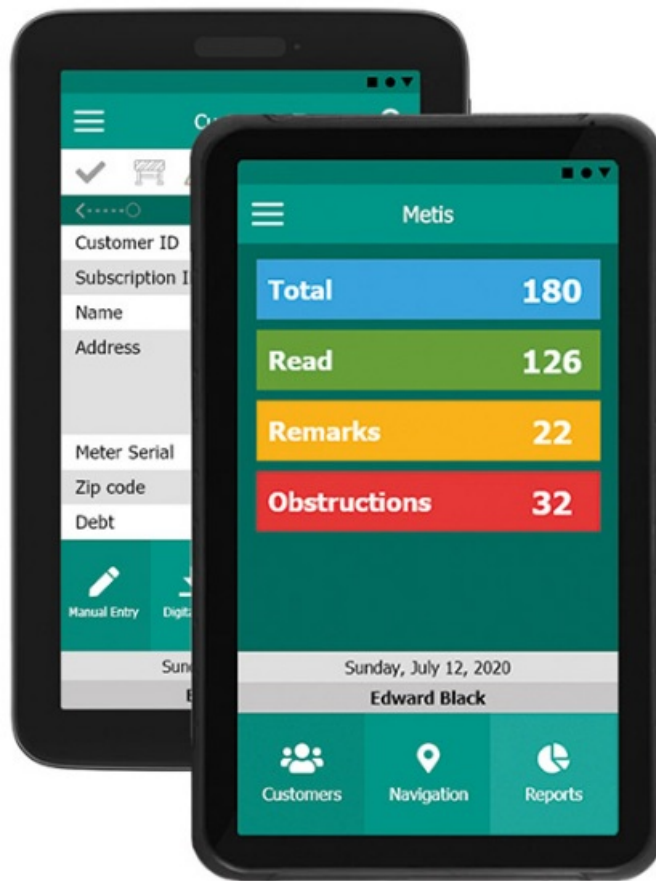 Customer ID
Subscription I
Name
Address
Meter Serial
Zip code
Debt
Manual Entry
Metis
Total 180
Read 126
Remarks 22
Obstructions 32
Sunday, July 12, 2020
Edward Black
Customers Navigation Reports